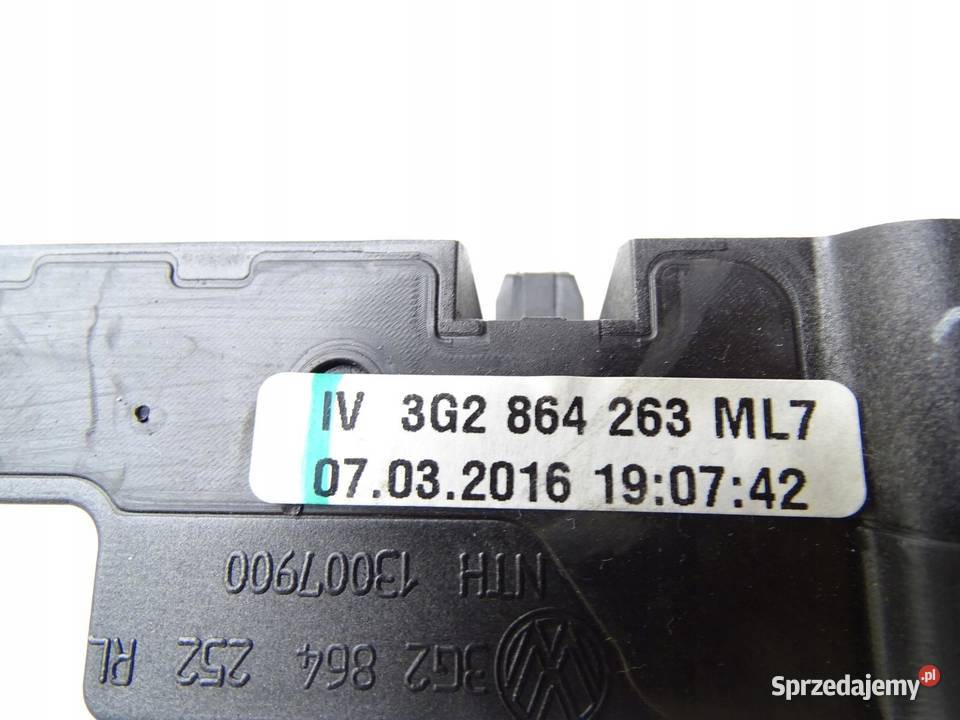 IV 3G2 864 263 ML7
07.03.2016 19:07:42
NTH 13007900
3G2 864 252 RL
Sprzedajemy.pl